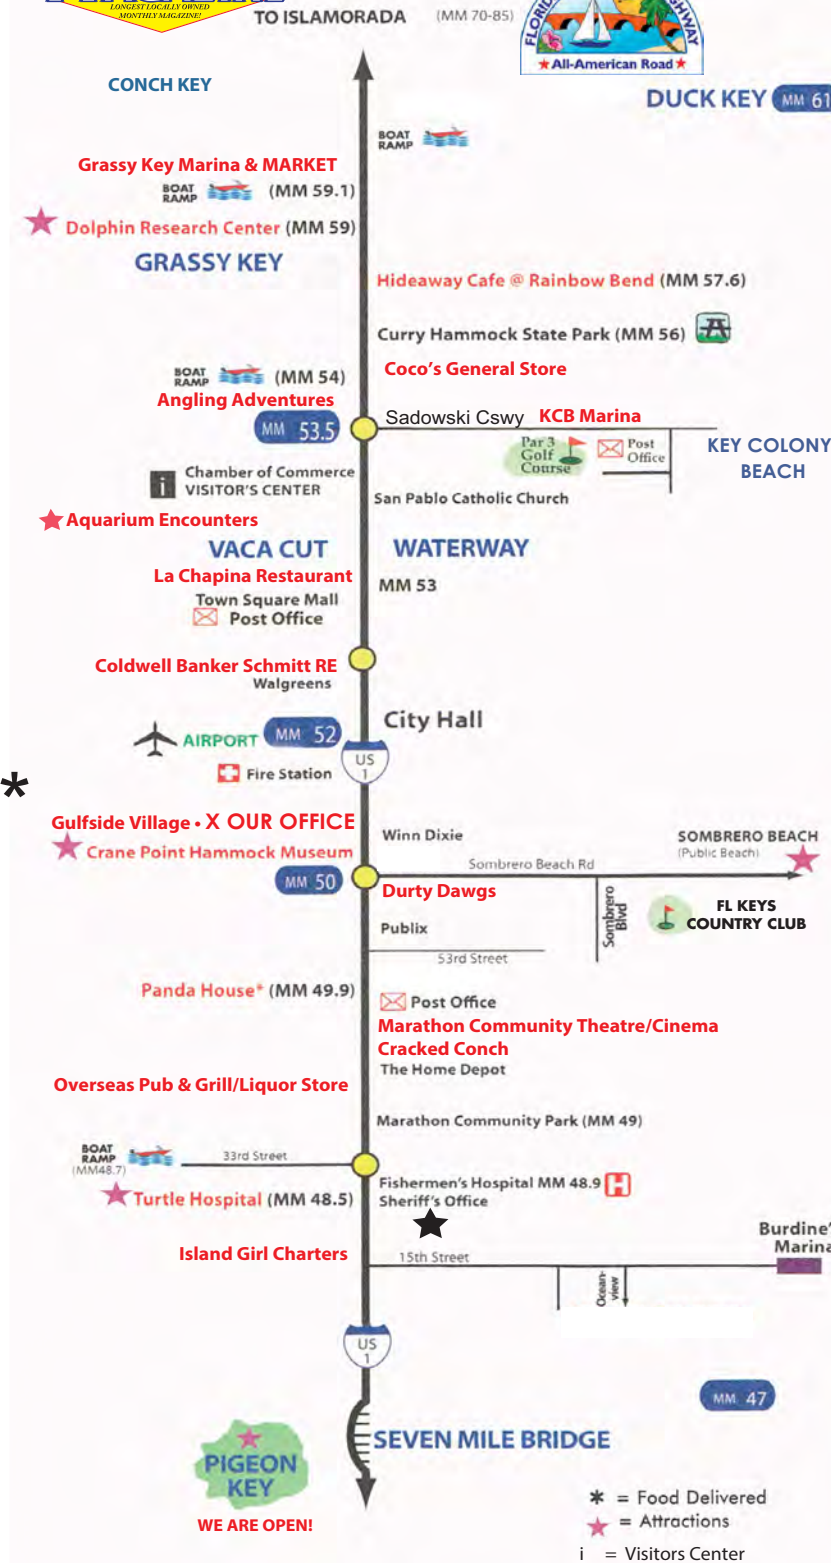 LONGEST LOCALLY OWNED
MONTHLY MAGAZINE!
TO ISLAMORADA (MM 70-85)
All-American Road
CONCH KEY
DUCK KEY MM 61
BOAT
RAMP
Grassy Key Marina & MARKET
BOAT
RAMP (MM 59.1)
Dolphin Research Center (MM 59)
GRASSY KEY
Hideaway Cafe @ Rainbow Bend (MM 57.6)
Curry Hammock State Park (MM 56)
Coco's General Store
BOAT
RAMP (MM 54)
Angling Adventures
MM 53.5
Sadowski Cswy KCB Marina
Par 3
Golf
Course
Post
Office
KEY COLONY
BEACH
i Chamber of Commerce
VISITOR'S CENTER
San Pablo Catholic Church
Aquarium Encounters
VACA CUT WATERWAY
La Chapina Restaurant
MM 53
Town Square Mall
Post Office
Coldwell Banker Schmitt RE
Walgreens
City Hall
AIRPORT MM 52
US
1
Fire Station
*
Gulfside Village • X OUR OFFICE
Winn Dixie
SOMBRERO BEACH
(Public Beach)
Crane Point Hammock Museum
Sombrero Beach Rd
MM 50
Durty Dawgs
Sombrero
Blvd
FL KEYS
COUNTRY CLUB
Publix
53rd Street
Panda House* (MM 49.9)
Post Office
Marathon Community Theatre/Cinema
Cracked Conch
The Home Depot
Overseas Pub & Grill/Liquor Store
Marathon Community Park (MM 49)
BOAT
RAMP
(MM48.7)
33rd Street
Fishermen's Hospital MM 48.9 H
Sheriff's Office
Turtle Hospital (MM 48.5)
Burdine'
Marina
Island Girl Charters
15th Street
Ocean-
view
US
1
MM 47
SEVEN MILE BRIDGE
PIGEON
KEY
WE ARE OPEN!
* = Food Delivered
= Attractions
i = Visitors Center